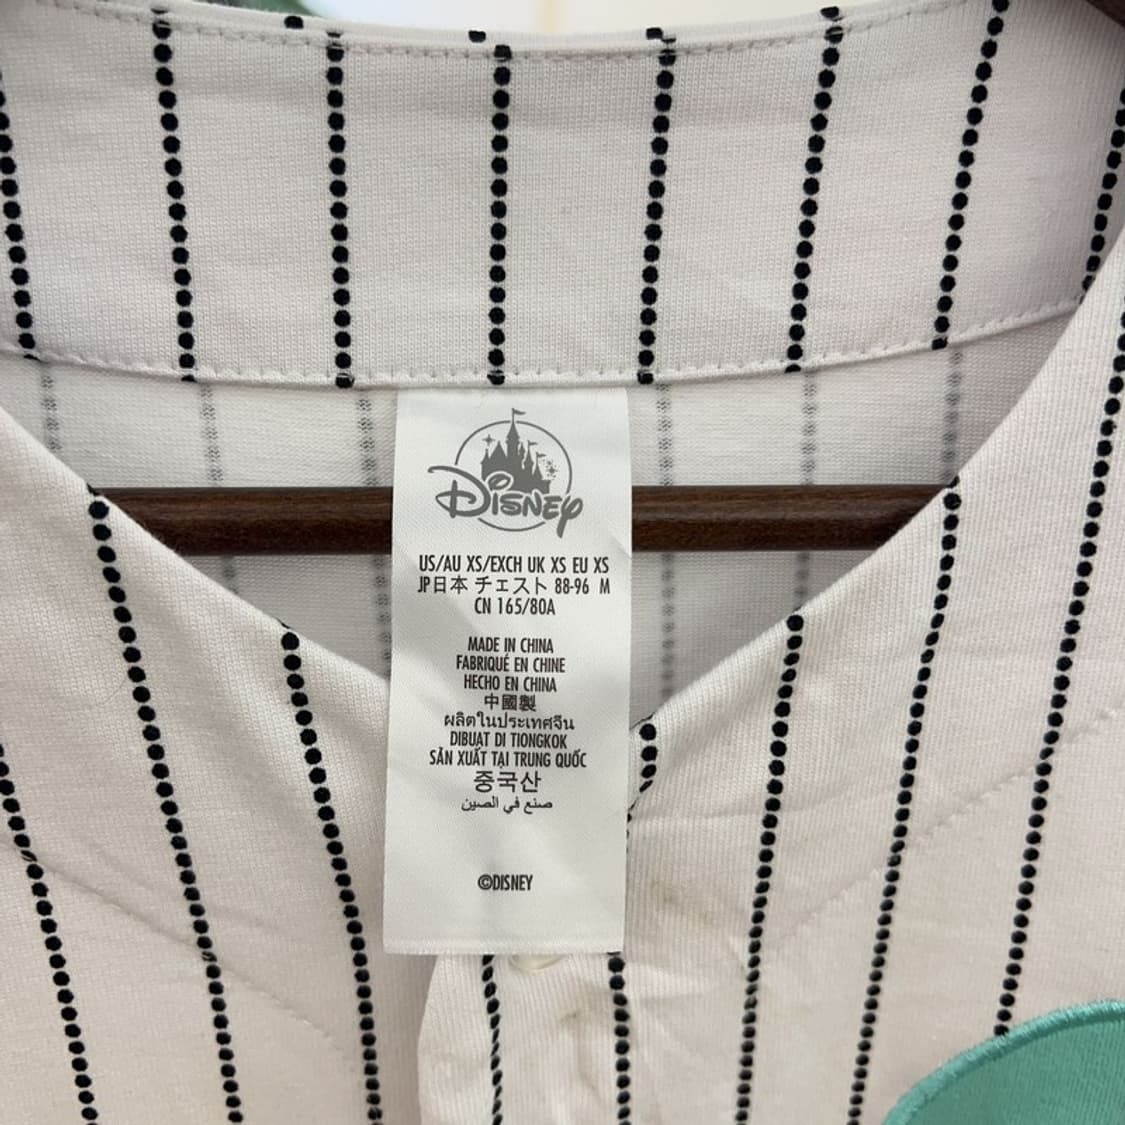 Disney
US/AU XS/EXCH UK XS EU XS
JP日本 チェスト 88-96 M
CN 165/80A
MADE IN CHINA
FABRIQUÉ EN CHINE
HECHO EN CHINA
中國製
ผลิตในประเทศจีน
DIBUAT DI TIONGKOK
SẢN XUẤT TẠI TRUNG QUỐC
중국산
صنع في الصين
©DISNEY